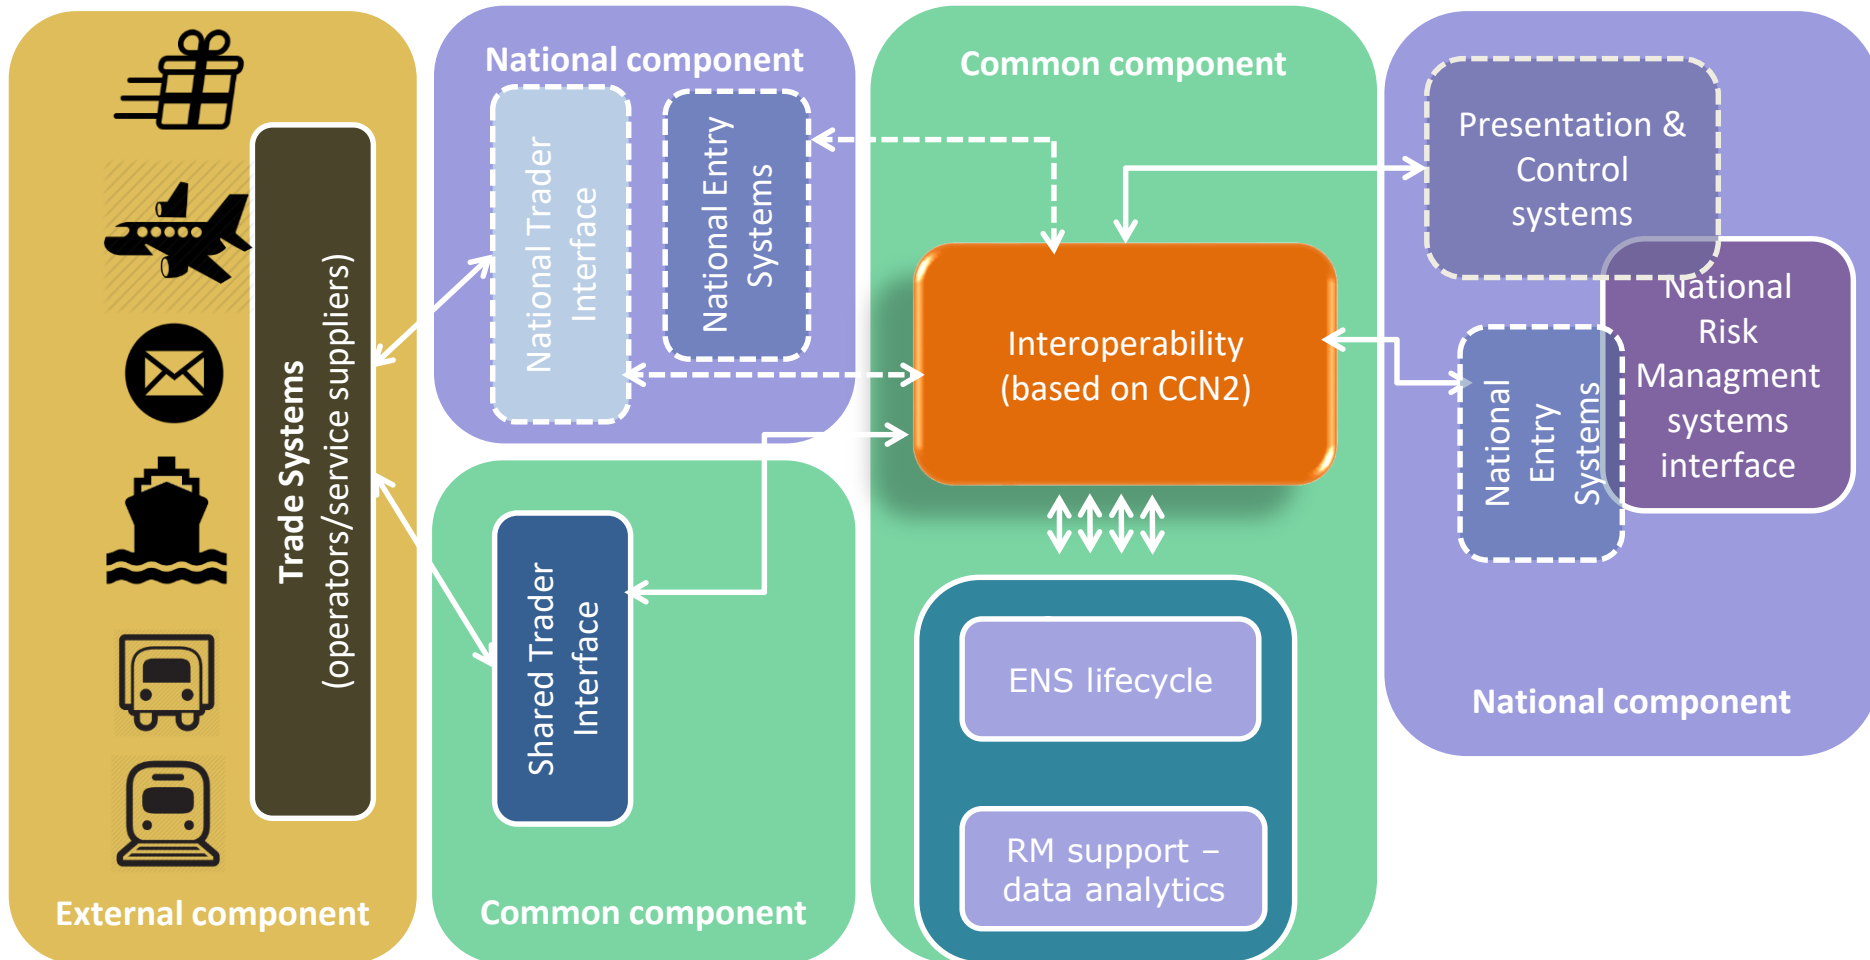 Trade Systems
(operators/service suppliers)
External component
National component
National Trader
Interface
National Entry
Systems
Shared Trader
Interface
Common component
Common component
Interoperability
(based on CCN2)
ENS lifecycle
RM support –
data analytics
Presentation &
Control
systems
National
Risk
Managment
systems
interface
National
Entry
Systems
National component